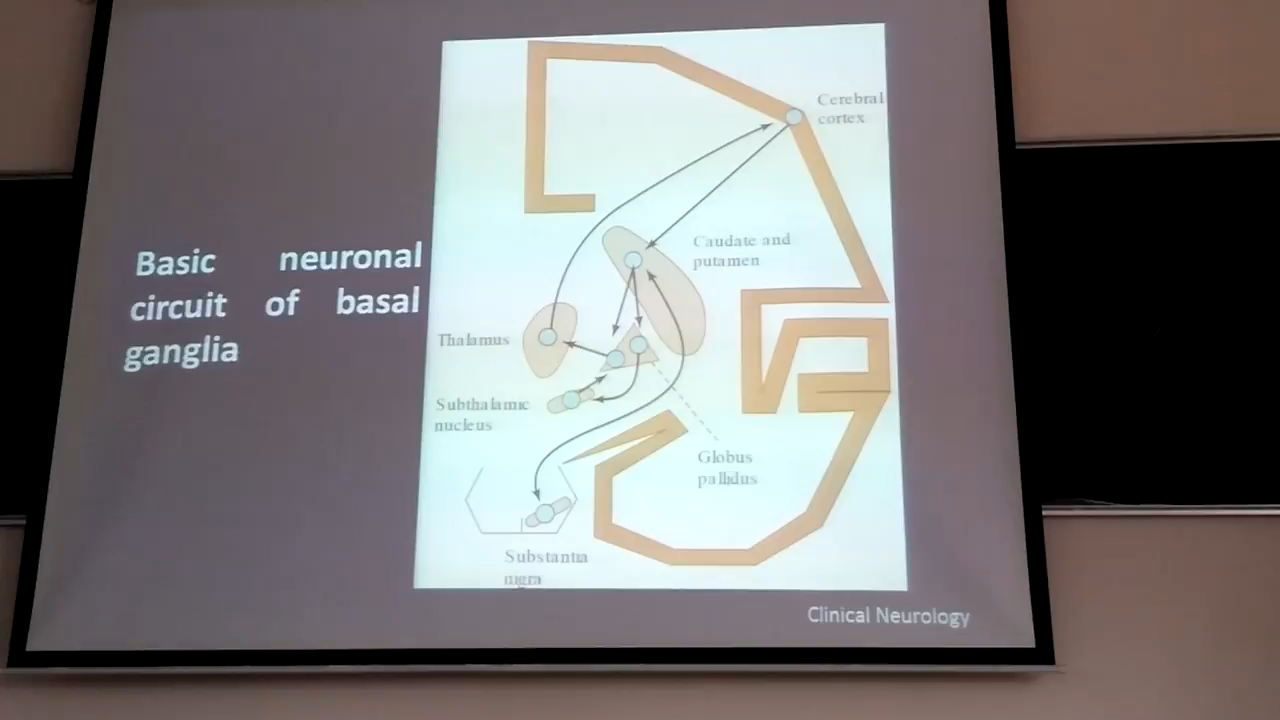 Basic neuronal
circuit of basal
ganglia
Cerebral
cortex
Caudate and
putamen
Thalamus
Subthalamic
nucleus
Globus
pallidus
Substantia
nigra
Clinical Neurology